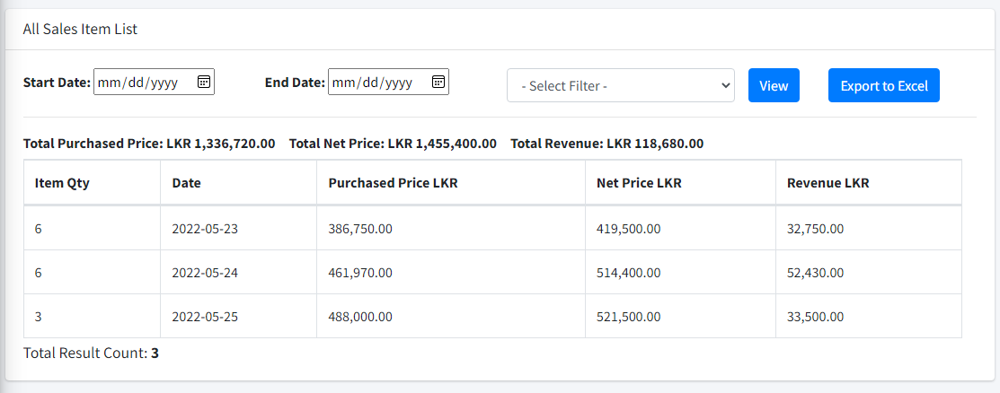 All Sales Item List
Start Date: mm/dd/yyyy End Date: mm/dd/yyyy - Select Filter - View Export to Excel
Total Purchased Price: LKR 1,336,720.00 Total Net Price: LKR 1,455,400.00 Total Revenue: LKR 118,680.00
Item Qty Date Purchased Price LKR Net Price LKR Revenue LKR
6 2022-05-23 386,750.00 419,500.00 32,750.00
6 2022-05-24 461,970.00 514,400.00 52,430.00
3 2022-05-25 488,000.00 521,500.00 33,500.00
Total Result Count: 3